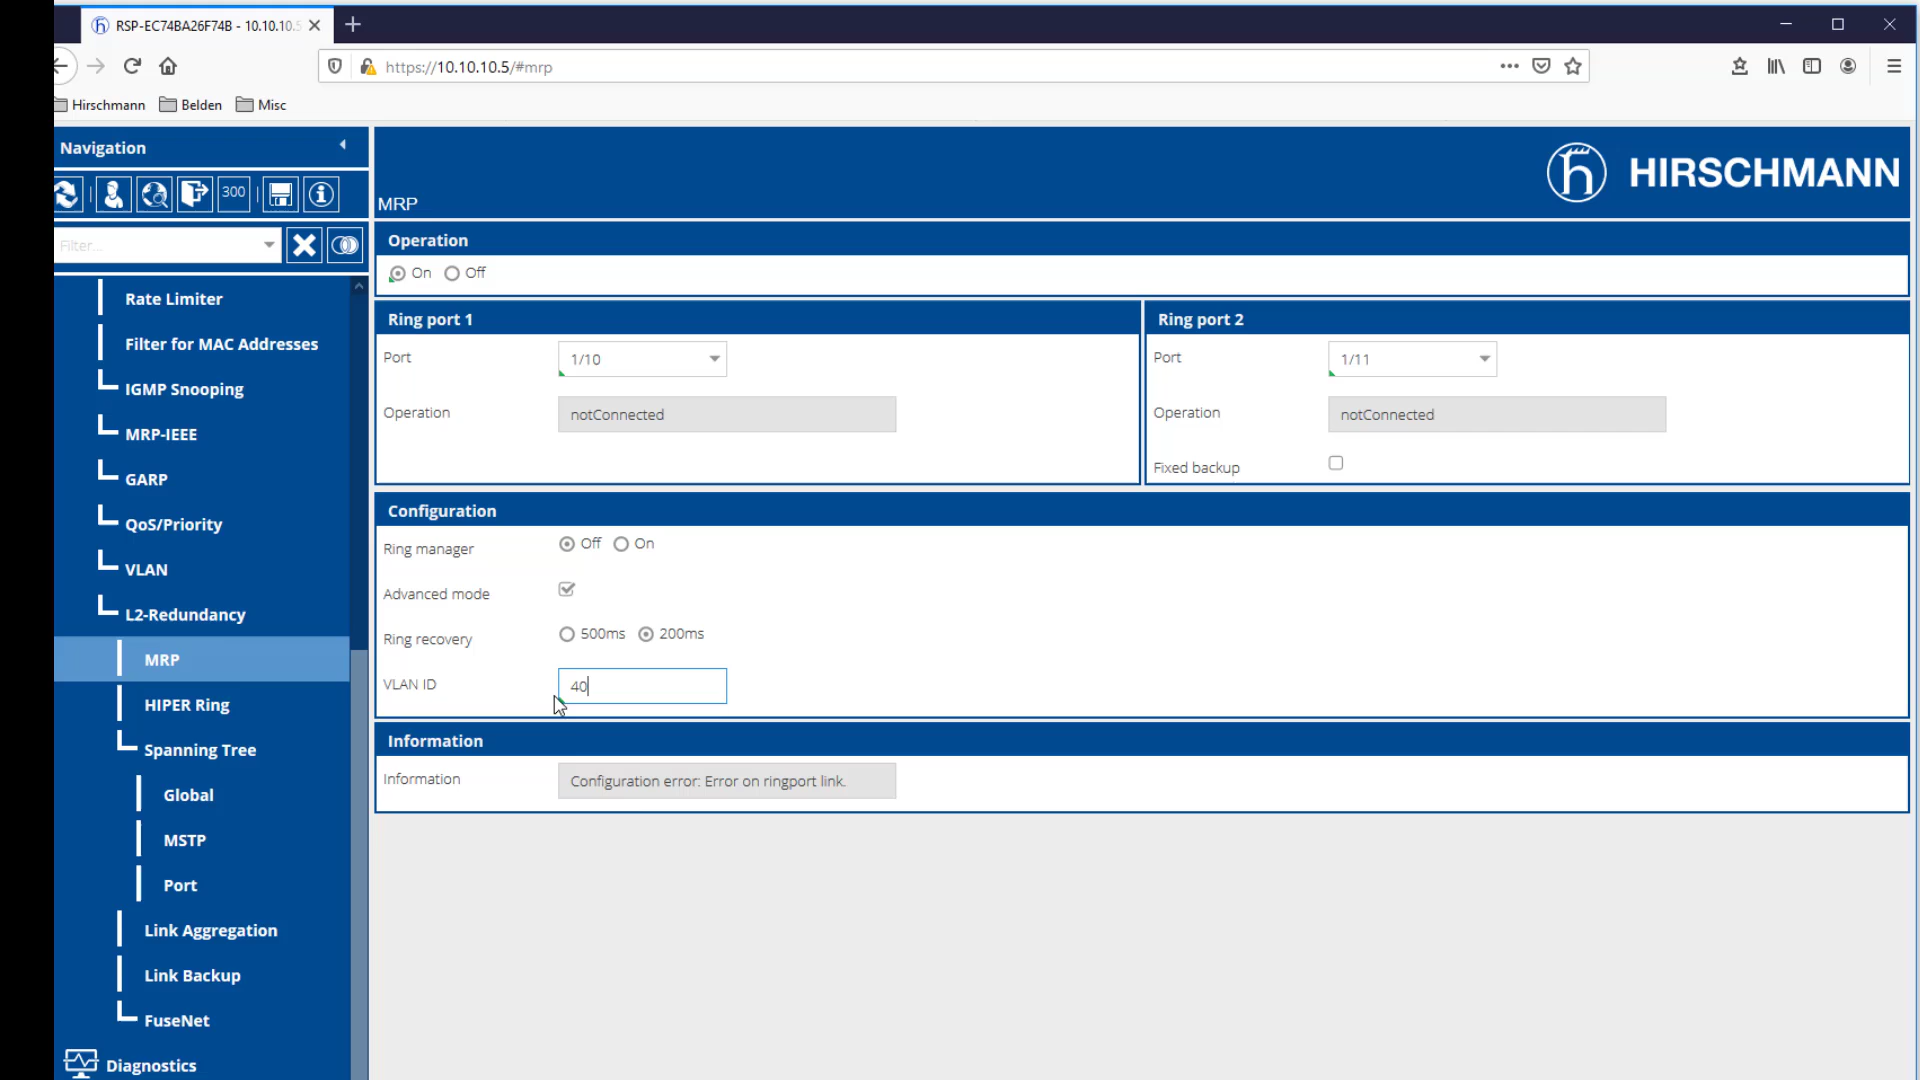 RSP-EC74BA26F74B - 10.10.10.5
https://10.10.10.5/#mrp
Hirschmann Belden Misc
Navigation
HIRSCHMANN
300
MRP
Filter...
Operation
On Off
Rate Limiter
Filter for MAC Addresses
IGMP Snooping
MRP-IEEE
GARP
QoS/Priority
VLAN
L2-Redundancy
MRP
HIPER Ring
Spanning Tree
Global
MSTP
Port
Link Aggregation
Link Backup
FuseNet
Diagnostics
Ring port 1
Port 1/10
Operation notConnected
Ring port 2
Port 1/11
Operation notConnected
Fixed backup
Configuration
Ring manager Off On
Advanced mode
Ring recovery 500ms 200ms
VLAN ID 40
Information
Information Configuration error: Error on ringport link.